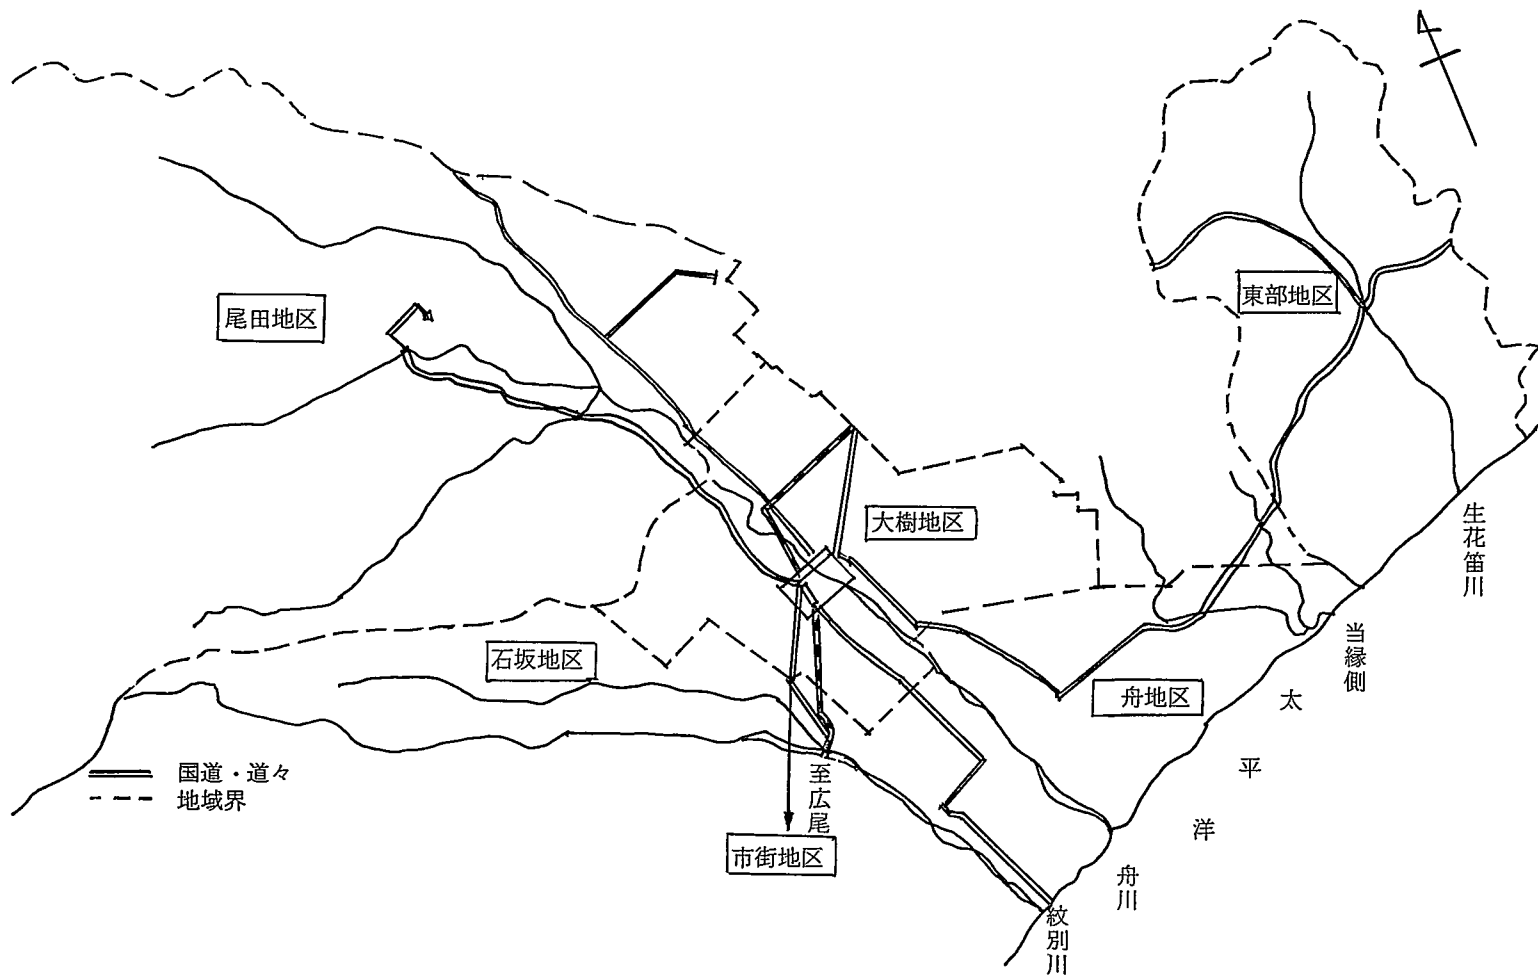 尾田地区
東部地区
大樹地区
石坂地区
舟地区
市街地区
生花笛川
当縁側
太平洋
舟川
紋別川
至広尾
国道・道々
地域界